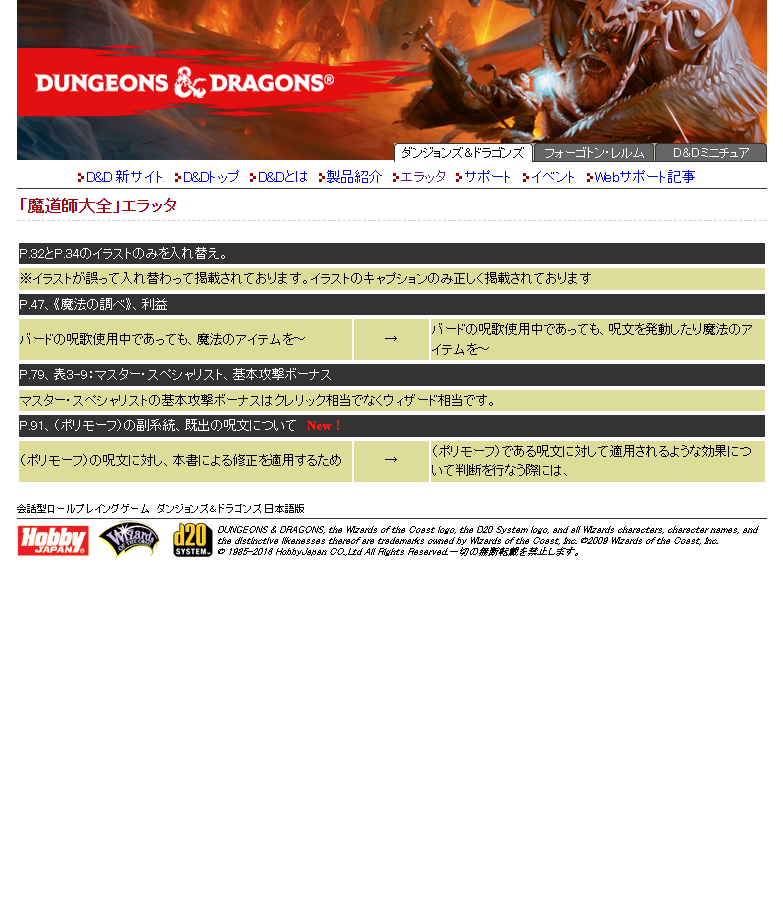 DUNGEONS & DRAGONS®
ダンジョンズ&ドラゴンズ フォーゴトン・レルム D&Dミニチュア
D&D 新サイト D&Dトップ D&Dとは 製品紹介 エラッタ サポート イベント Webサポート記事
「魔道師大全」エラッタ
P.32とP.34のイラストのみを入れ替え。
※イラストが誤って入れ替わって掲載されております。イラストのキャプションのみ正しく掲載されております
P.47、《魔法の調べ》、利益
バードの呪歌使用中であっても、魔法のアイテムを～ → バードの呪歌使用中であっても、呪文を発動したり魔法のア
イテムを～
P.79、表3-9：マスター・スペシャリスト、基本攻撃ボーナス
マスター・スペシャリストの基本攻撃ボーナスはクレリック相当でなくウィザード相当です。
P.91、（ポリモーフ）の副系統、既出の呪文について New！
（ポリモーフ）の呪文に対し、本書による修正を適用するため → （ポリモーフ）である呪文に対して適用されるような効果につ
いて判断を行なう際には、
会話型ロールプレイングゲーム ダンジョンズ&ドラゴンズ 日本語版
Hobby JAPAN Wizards OF THE COAST d20 SYSTEM
DUNGEONS & DRAGONS, the Wizards of the Coast logo, the D20 System logo, and all Wizards characters, character names, and
the distinctive likenesses thereof are trademarks owned by Wizards of the Coast, Inc. ©2009 Wizards of the Coast, Inc.
© 1985-2016 HobbyJapan CO.,Ltd All Rights Reserved.一切の無断転載を禁止します。